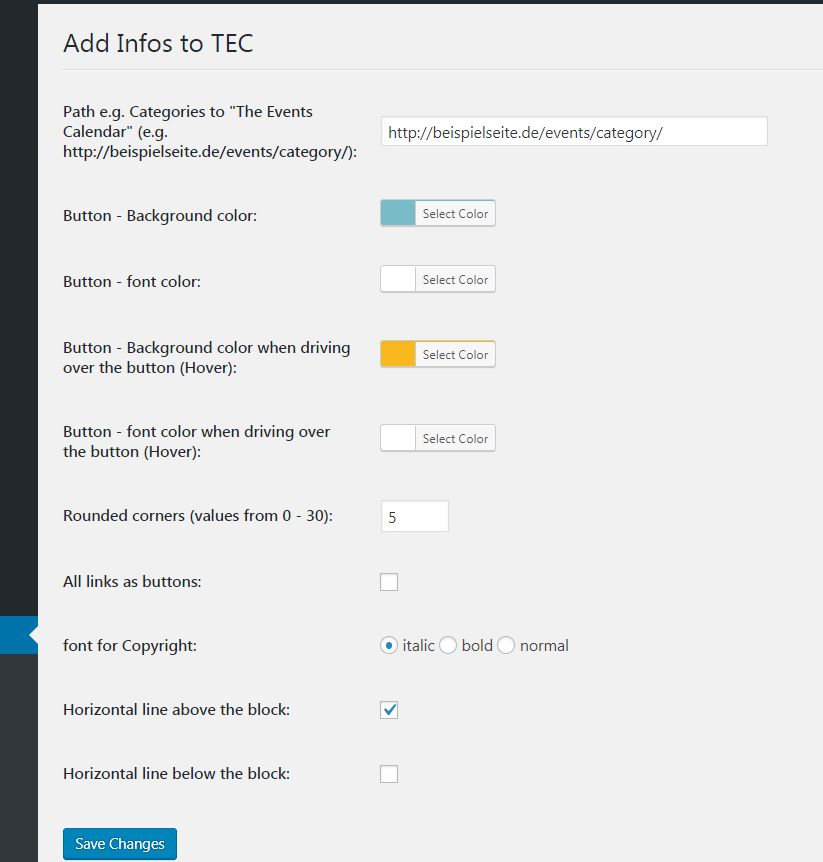 Add Infos to TEC
Path e.g. Categories to "The Events
Calendar" (e.g.
http://beispielseite.de/events/category/):
http://beispielseite.de/events/category/
Button - Background color:
Select Color
Button - font color:
Select Color
Button - Background color when driving
over the button (Hover):
Select Color
Button - font color when driving over
the button (Hover):
Select Color
Rounded corners (values from 0 - 30):
5
All links as buttons:
font for Copyright:
italic bold normal
Horizontal line above the block:
Horizontal line below the block:
Save Changes